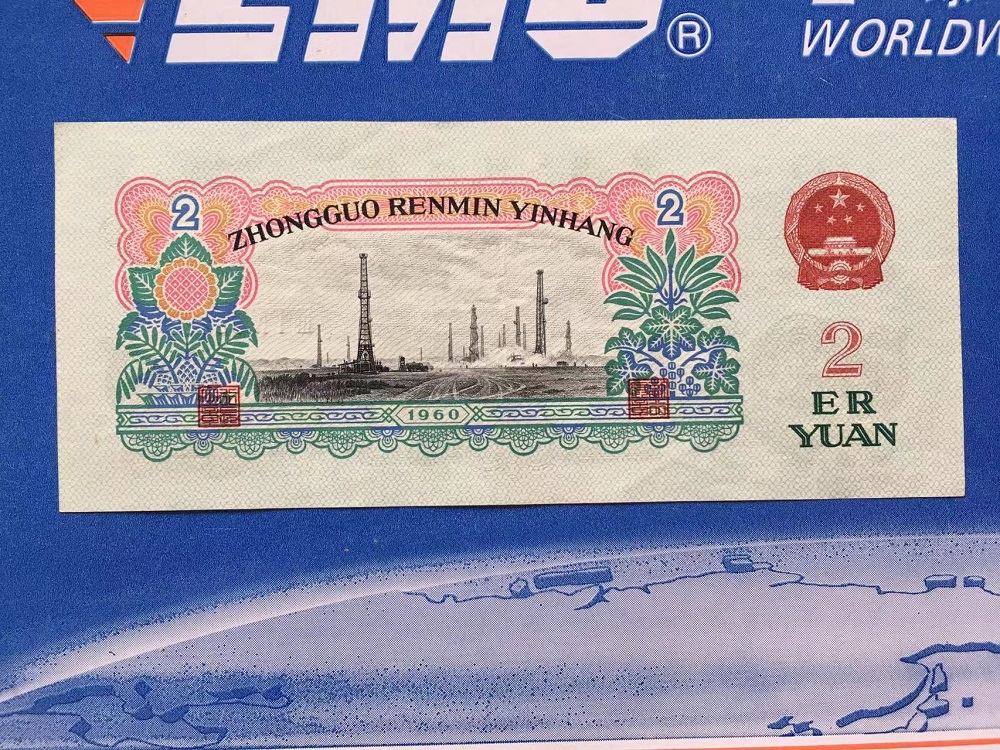 EMS ®
WORLDW
2 ZHONGGUO RENMIN YINHANG 2
2
1960
ER
YUAN